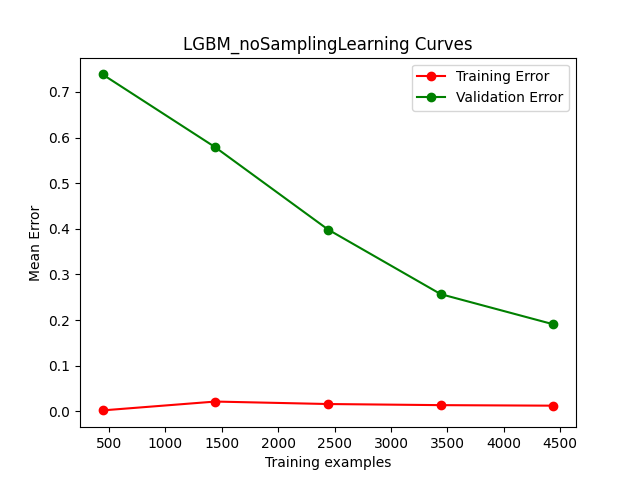 LGBM_noSamplingLearning Curves
Training Error
Validation Error
Mean Error
0.7
0.6
0.5
0.4
0.3
0.2
0.1
0.0
500 1000 1500 2000 2500 3000 3500 4000 4500
Training examples